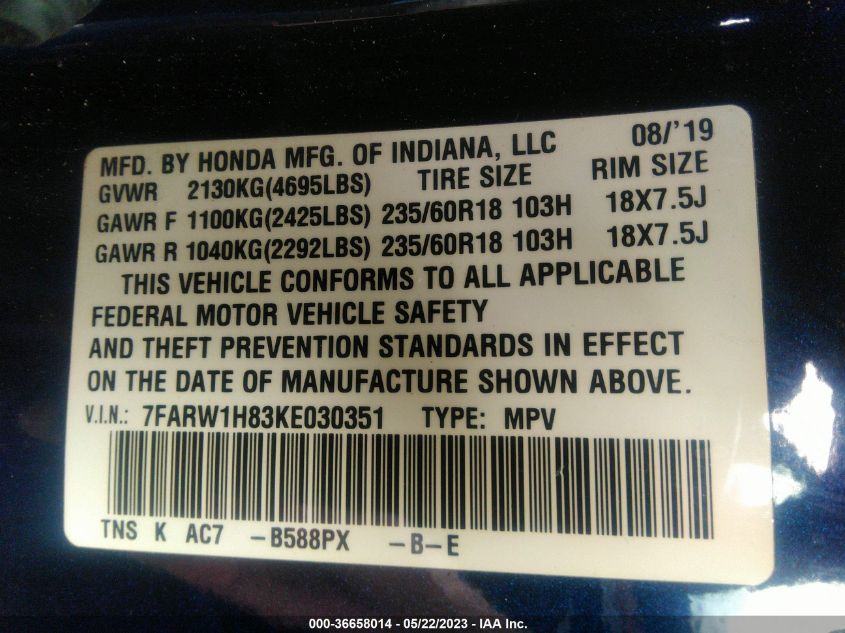 MFD. BY HONDA MFG. OF INDIANA, LLC 08/'19
GVWR 2130KG(4695LBS) TIRE SIZE RIM SIZE
GAWR F 1100KG(2425LBS) 235/60R18 103H 18X7.5J
GAWR R 1040KG(2292LBS) 235/60R18 103H 18X7.5J
THIS VEHICLE CONFORMS TO ALL APPLICABLE
FEDERAL MOTOR VEHICLE SAFETY
AND THEFT PREVENTION STANDARDS IN EFFECT
ON THE DATE OF MANUFACTURE SHOWN ABOVE.
V.I.N.: 7FARW1H83KE030351 TYPE: MPV
TNS K AC7 -B588PX -B-E
000-36658014 - 05/22/2023 - IAA Inc.